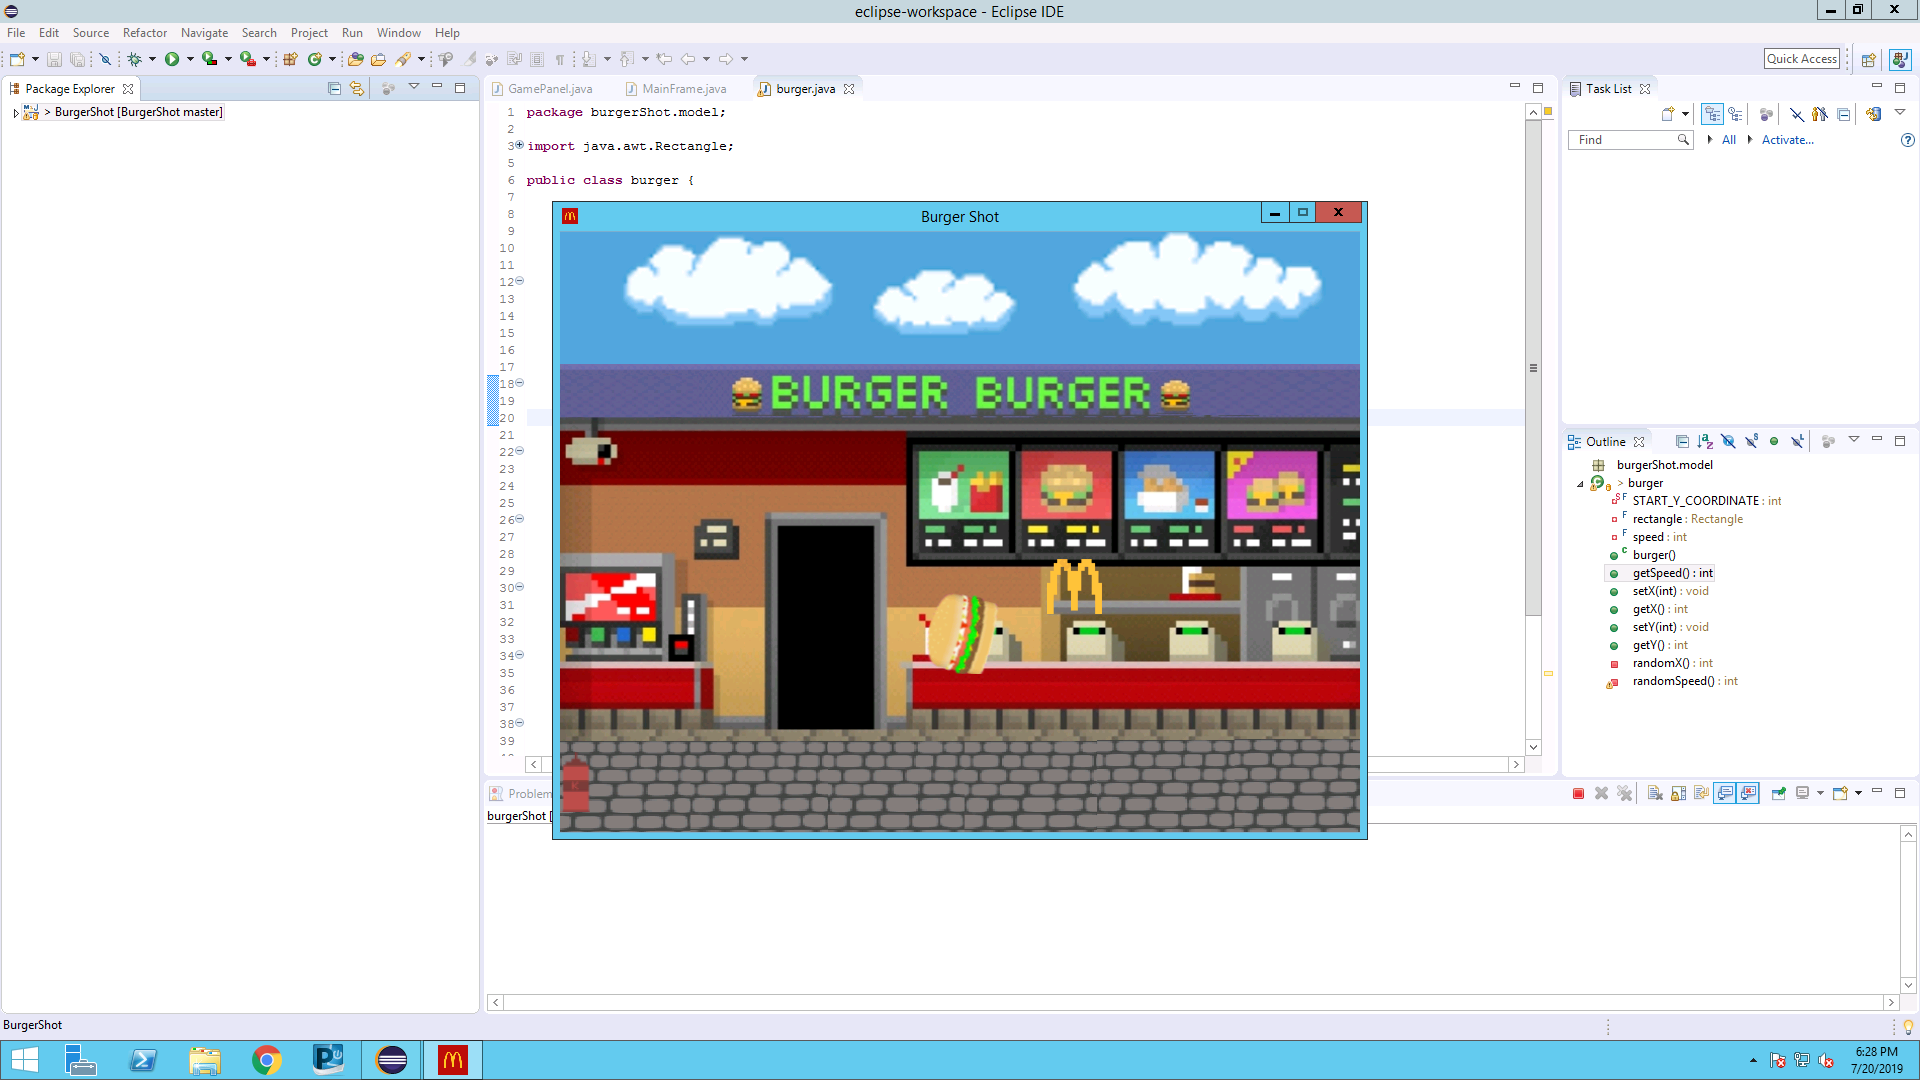 eclipse-workspace - Eclipse IDE
File Edit Source Refactor Navigate Search Project Run Window Help
Quick Access
Package Explorer
> BurgerShot [BurgerShot master]
GamePanel.java MainFrame.java burger.java
1 package burgerShot.model;
2
3 import java.awt.Rectangle;
5
6 public class burger {
7
8
9
10
11
12
13
14
15
16
17
18
19
20
21
22
23
24
25
26
27
28
29
30
31
32
33
34
35
36
37
38
39
Burger Shot
BURGER BURGER
Problem
burgerShot [
Task List
Find All Activate...
Outline
burgerShot.model
> burger
START_Y_COORDINATE : int
rectangle : Rectangle
speed : int
burger()
getSpeed() : int
setX(int) : void
getX() : int
setY(int) : void
getY() : int
randomX() : int
randomSpeed() : int
BurgerShot
6:28 PM
7/20/2019